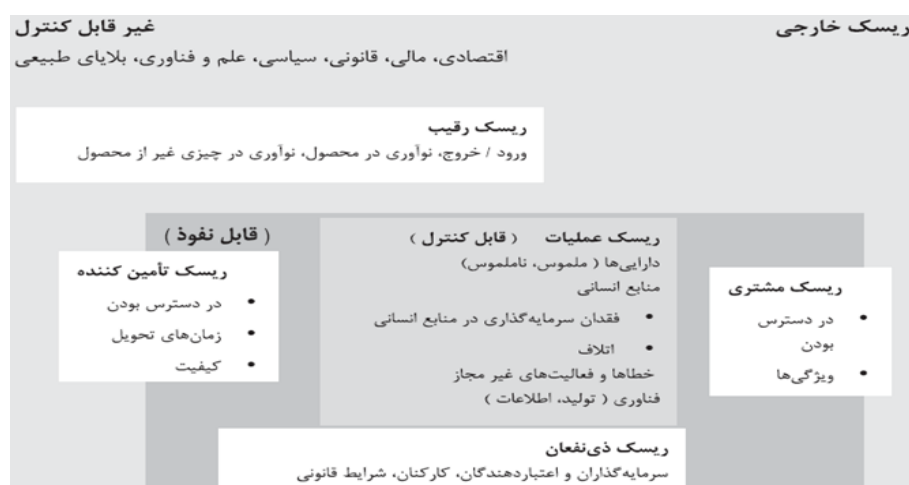 ریسک خارجی
غیر قابل کنترل
اقتصادی، مالی، قانونی، سیاسی، علم و فناوری، بلایای طبیعی
ریسک رقیب
ورود / خروج، نوآوری در محصول، نوآوری در چیزی غیر از محصول
ریسک مشتری
• در دسترس
بودن
• ویژگی‌ها
ریسک عملیات ( قابل کنترل )
دارایی‌ها ( ملموس، ناملموس)
منابع انسانی
• فقدان سرمایه‌گذاری در منابع انسانی
• اتلاف
خطاها و فعالیت‌های غیر مجاز
فناوری ( تولید، اطلاعات )
( قابل نفوذ )
ریسک تأمین کننده
• در دسترس بودن
• زمان‌های تحویل
• کیفیت
ریسک ذی‌نفعان
سرمایه‌گذاران و اعتباردهندگان، کارکنان، شرایط قانونی